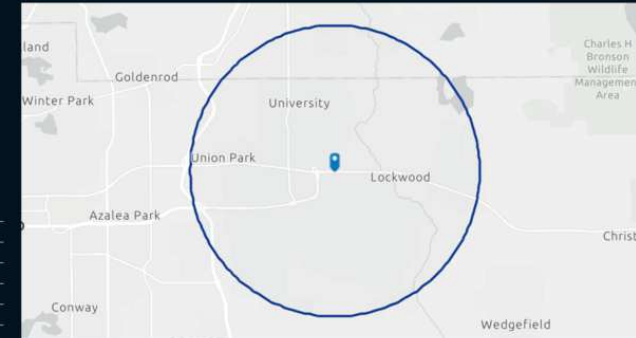 land
Charles H
Bronson
Wildlife
Management
Area
Goldenrod
Winter Park
University
Union Park
Lockwood
Azalea Park
Christ
Conway
Wedgefield